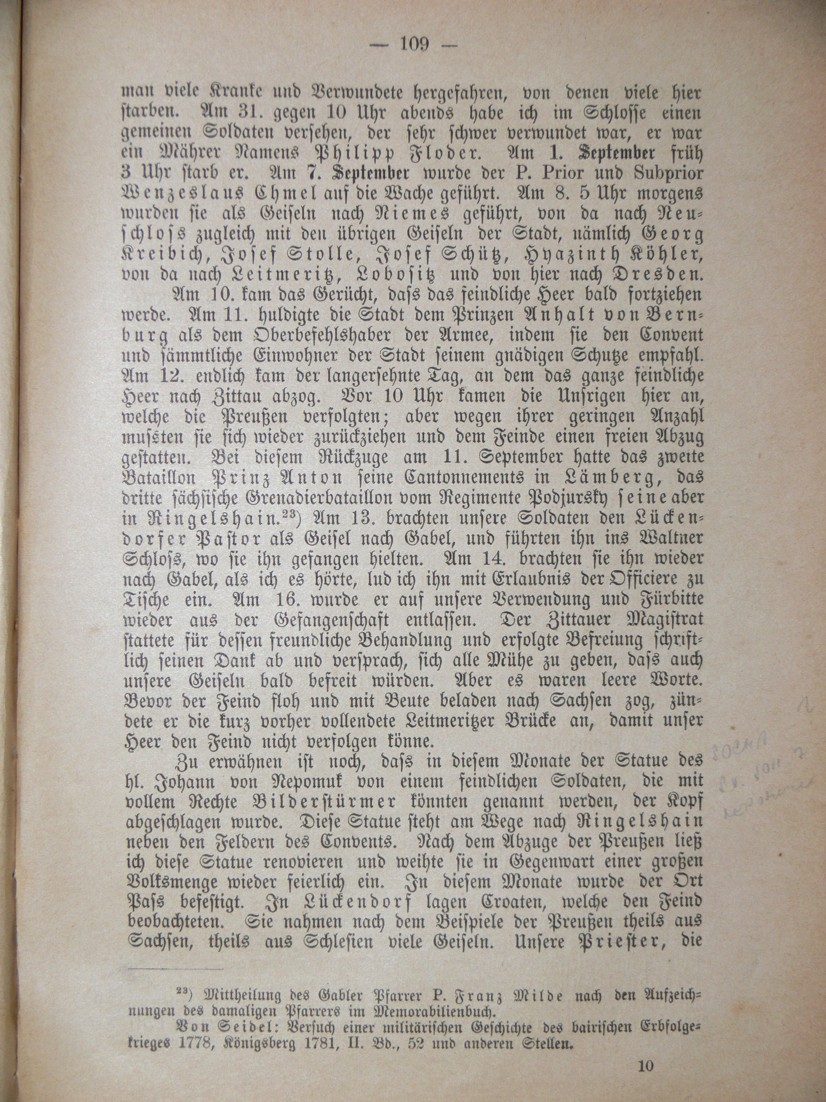 — 109 —
man viele Kranke und Verwundete hergefahren, von denen viele hier
starben. Am 31. gegen 10 Uhr abends habe ich im Schlosse einen
gemeinen Soldaten versehen, der sehr schwer verwundet war, er war
ein Mährer Namens Philipp Flober. Am 1. September früh
3 Uhr starb er. Am 7. September wurde der P. Prior und Subprior
Wenzeslaus Chmel auf die Wache geführt. Am 8. 5 Uhr morgens
wurden sie als Geiseln nach Niemes geführt, von da nach Neu-
schloss zugleich mit den übrigen Geiseln der Stadt, nämlich Georg
Kreibich, Josef Stolle, Josef Schütz, Hyazinth Köhler,
von da nach Leitmeritz, Lobositz und von hier nach Dresden.
Am 10. kam das Gerücht, dass das feindliche Heer bald fortziehen
werde. Am 11. huldigte die Stadt dem Prinzen Anhalt von Bern-
burg als dem Oberbefehlshaber der Armee, indem sie den Convent
und sämmtliche Einwohner der Stadt seinem gnädigen Schutze empfahl.
Am 12. endlich kam der langersehnte Tag, an dem das ganze feindliche
Heer nach Zittau abzog. Vor 10 Uhr kamen die Unsrigen hier an,
welche die Preußen verfolgten; aber wegen ihrer geringen Anzahl
mussten sie sich wieder zurückziehen und dem Feinde einen freien Abzug
gestatten. Bei diesem Rückzuge am 11. September hatte das zweite
Bataillon Prinz Anton seine Cantonnements in Lämberg, das
dritte sächsische Grenadierbataillon vom Regimente Podjursky seine aber
in Ringelshain.²³) Am 13. brachten unsere Soldaten den Lücken-
dorfer Pastor als Geisel nach Gabel, und führten ihn ins Waltner
Schloss, wo sie ihn gefangen hielten. Am 14. brachten sie ihn wieder
nach Gabel, als ich es hörte, lud ich ihn mit Erlaubnis der Officiere zu
Tische ein. Am 16. wurde er auf unsere Verwendung und Fürbitte
wieder aus der Gefangenschaft entlassen. Der Zittauer Magistrat
stattete für dessen freundliche Behandlung und erfolgte Befreiung schrift-
lich seinen Dank ab und versprach, sich alle Mühe zu geben, dass auch
unsere Geiseln bald befreit würden. Aber es waren leere Worte.
Bevor der Feind floh und mit Beute beladen nach Sachsen zog, zün-
dete er die kurz vorher vollendete Leitmeritzer Brücke an, damit unser
Heer den Feind nicht verfolgen könne.
Zu erwähnen ist noch, dass in diesem Monate der Statue des
hl. Johann von Nepomuk von einem feindlichen Soldaten, die mit
vollem Rechte Bilderstürmer könnten genannt werden, der Kopf
abgeschlagen wurde. Diese Statue steht am Wege nach Ringelshain
neben den Feldern des Convents. Nach dem Abzuge der Preußen ließ
ich diese Statue renovieren und weihte sie in Gegenwart einer großen
Volksmenge wieder feierlich ein. In diesem Monate wurde der Ort
Pass befestigt. In Lückendorf lagen Croaten, welche den Feind
beobachteten. Sie nahmen nach dem Beispiele der Preußen theils aus
Sachsen, theils aus Schlesien viele Geiseln. Unsere Priester, die
²³) Mittheilung des Gabler Pfarrer P. Franz Milde nach den Aufzeich-
nungen des damaligen Pfarrers im Memorabilienbuch.
Von Seidel: Versuch einer militärischen Geschichte des bairischen Erbfolge-
krieges 1778, Königsberg 1781, II. Bd., 52 und anderen Stellen.
10